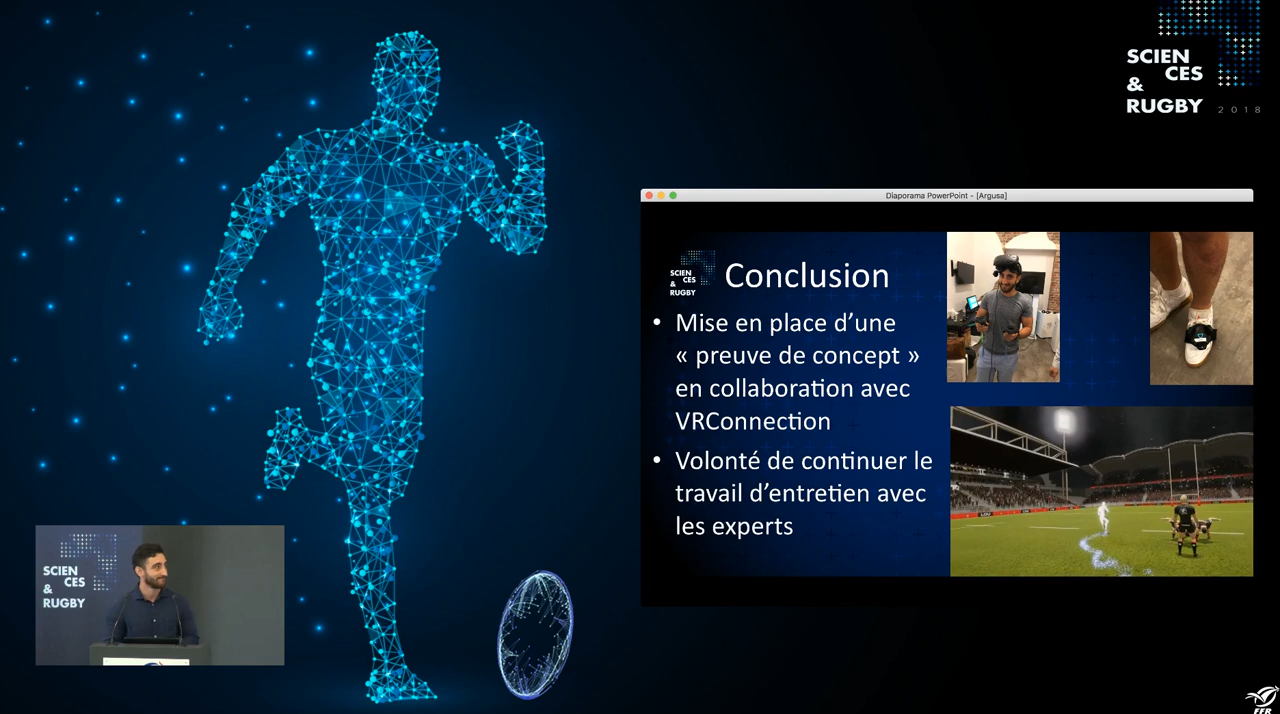 SCIEN
CES
&
RUGBY 2018
Diaporama PowerPoint - [Argusa]
SCIEN
CES
&
RUGBY
Conclusion
• Mise en place d’une
« preuve de concept »
en collaboration avec
VRConnection
• Volonté de continuer le
travail d’entretien avec
les experts
LOU
SCIEN
CES
&
RUGBY
FFR